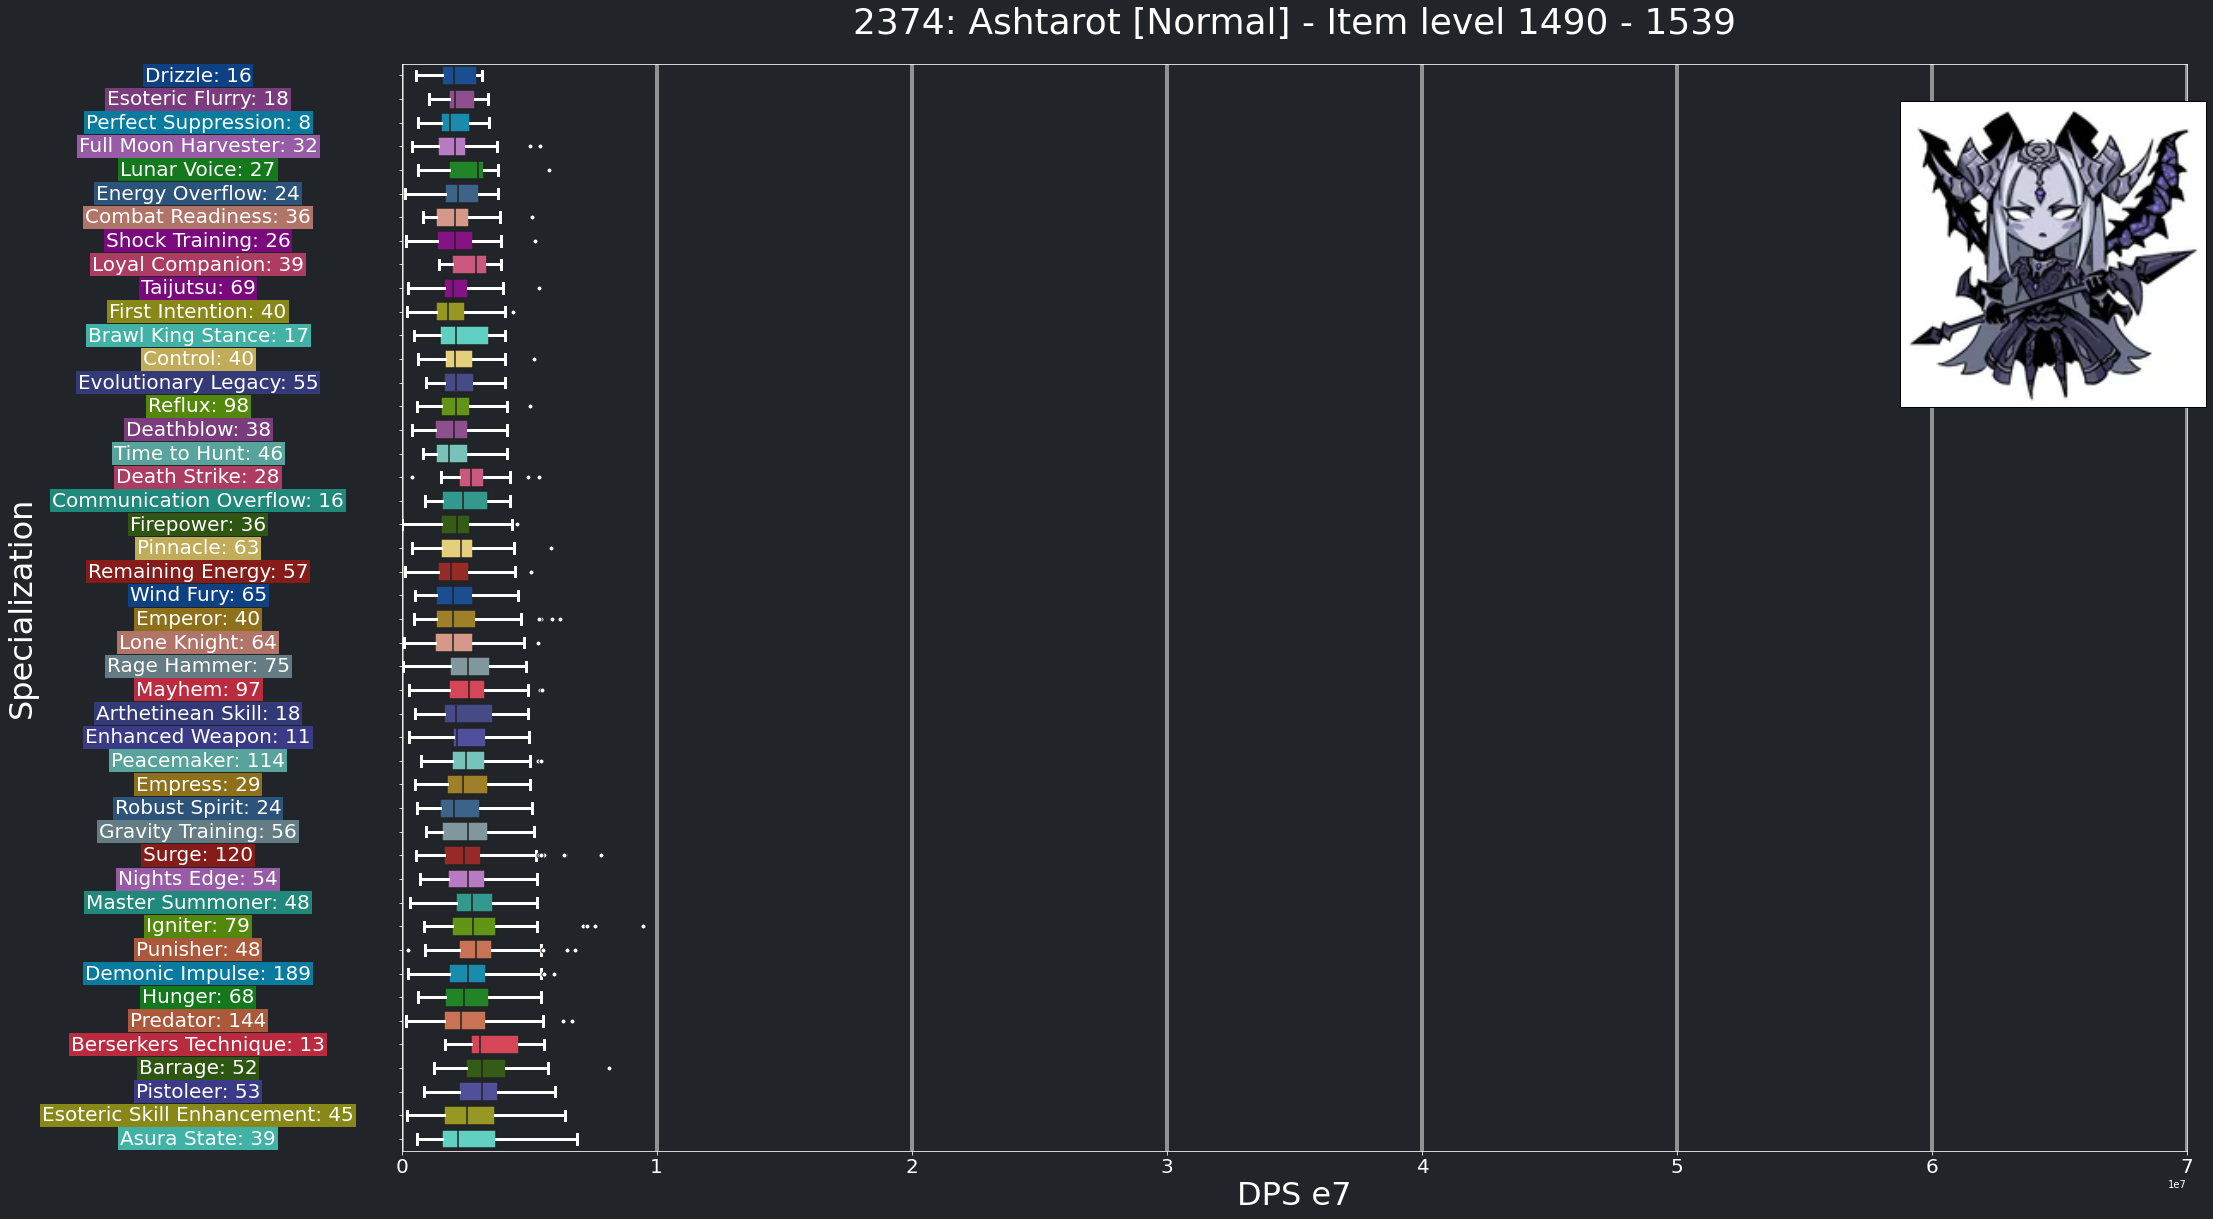 2374: Ashtarot [Normal] - Item level 1490 - 1539
Drizzle: 16
Esoteric Flurry: 18
Perfect Suppression: 8
Full Moon Harvester: 32
Lunar Voice: 27
Energy Overflow: 24
Combat Readiness: 36
Shock Training: 26
Loyal Companion: 39
Taijutsu: 69
First Intention: 40
Brawl King Stance: 17
Control: 40
Evolutionary Legacy: 55
Reflux: 98
Deathblow: 38
Time to Hunt: 46
Death Strike: 28
Communication Overflow: 16
Firepower: 36
Pinnacle: 63
Remaining Energy: 57
Wind Fury: 65
Emperor: 40
Lone Knight: 64
Rage Hammer: 75
Mayhem: 97
Arthetinean Skill: 18
Enhanced Weapon: 11
Peacemaker: 114
Empress: 29
Robust Spirit: 24
Gravity Training: 56
Surge: 120
Nights Edge: 54
Master Summoner: 48
Igniter: 79
Punisher: 48
Demonic Impulse: 189
Hunger: 68
Predator: 144
Berserkers Technique: 13
Barrage: 52
Pistoleer: 53
Esoteric Skill Enhancement: 45
Asura State: 39
Specialization
0 1 2 3 4 5 6 7
1e7
DPS e7